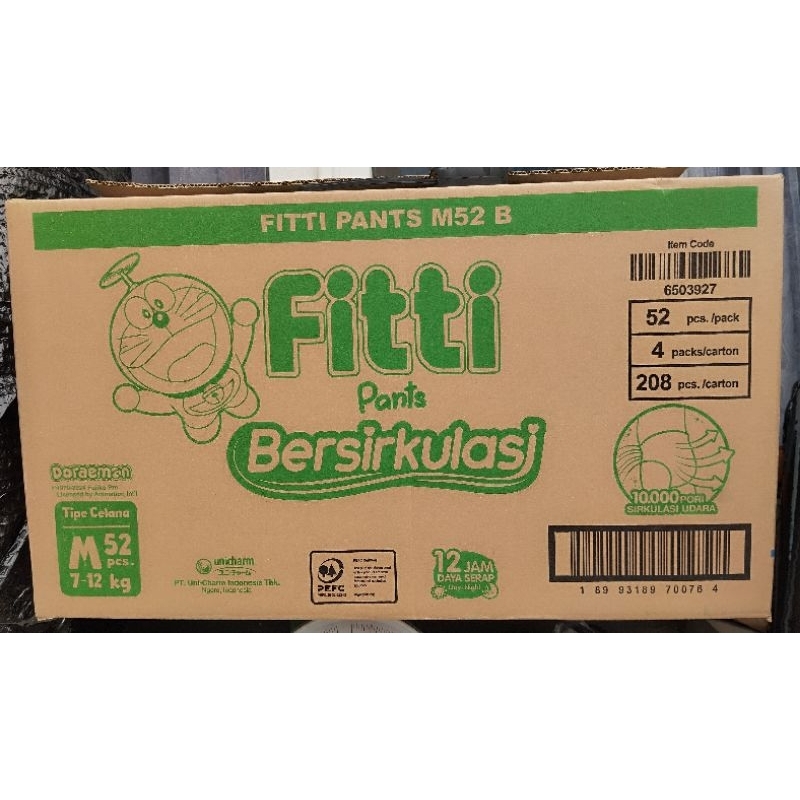 FITTI PANTS M52 B
Item Code
6503927
52 pcs./pack
4 packs/carton
208 pcs./carton
Fitti
Pants
Bersirkulasi
10.000 PORI
SIRKULASI UDARA
Doraemon
Tipe Celana
M 52
pcs.
7-12 kg
unicharm
PT. Uni-Charm Indonesia Tbk.
PEFC
12 JAM
DAYA SERAP
1 89 93189 70076 4